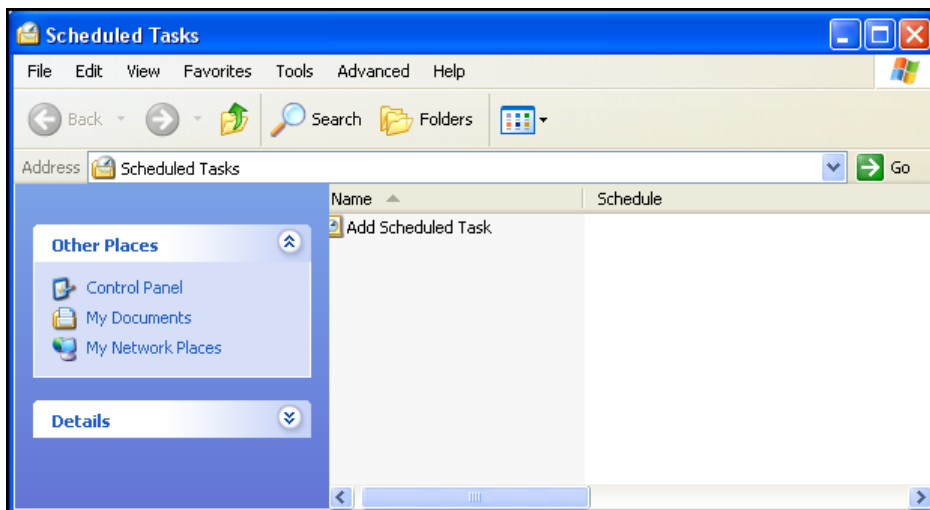 Scheduled Tasks
File Edit View Favorites Tools Advanced Help
Back Search Folders
Address Scheduled Tasks Go
Name Schedule
Add Scheduled Task
Other Places
Control Panel
My Documents
My Network Places
Details